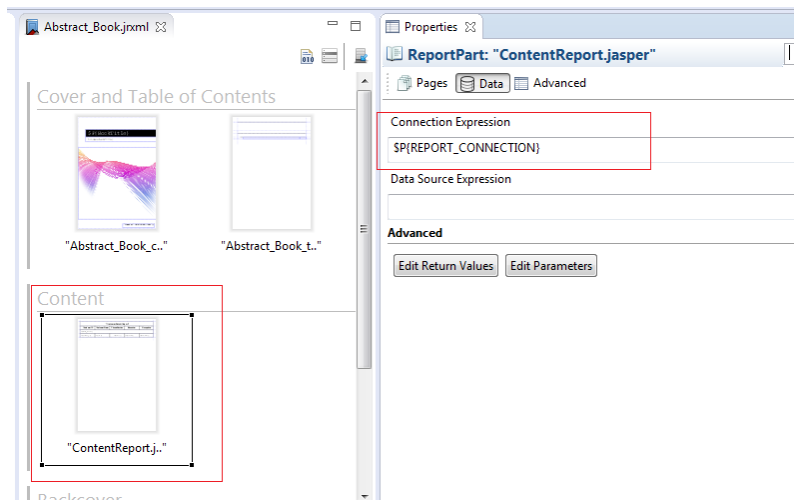 Abstract_Book.jrxml
Cover and Table of Contents
"Abstract_Book_c.."
"Abstract_Book_t.."
Content
"ContentReport.j.."
Backcover
Properties
ReportPart: "ContentReport.jasper"
Pages Data Advanced
Connection Expression
$P{REPORT_CONNECTION}
Data Source Expression
Advanced
Edit Return Values Edit Parameters